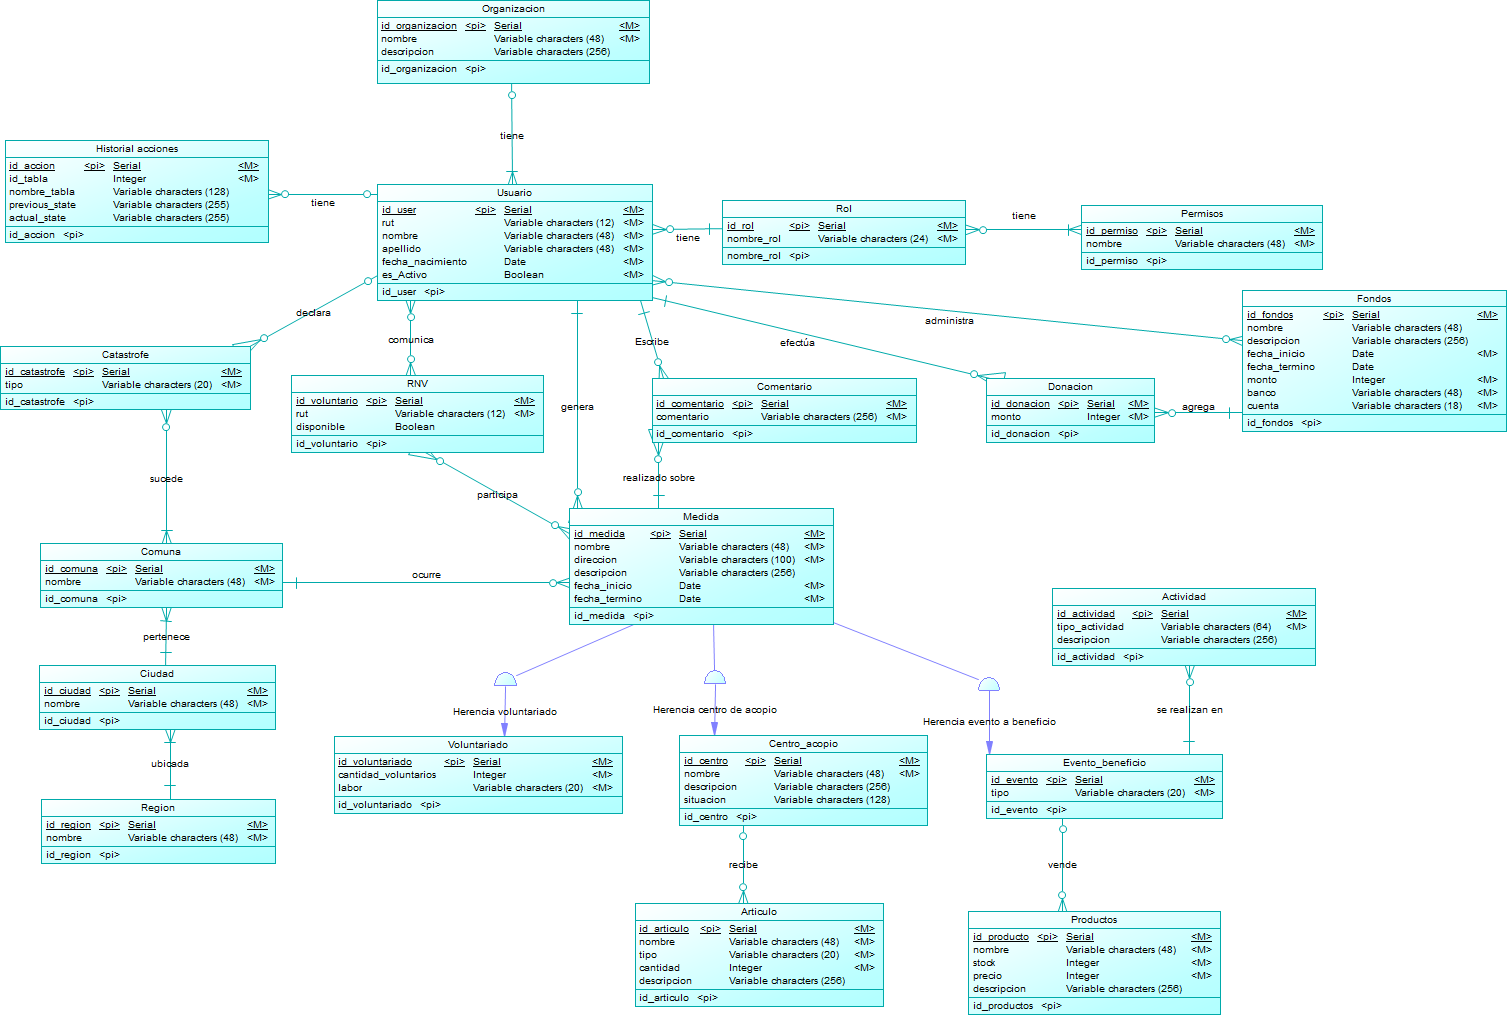 Organizacion
id_organizacion <pi> Serial <M>
nombre Variable characters (48) <M>
descripcion Variable characters (256)
id_organizacion <pi>
tiene
Historial acciones
id_accion <pi> Serial <M>
id_tabla Integer <M>
nombre_tabla Variable characters (128)
previous_state Variable characters (255)
actual_state Variable characters (255)
id_accion <pi>
tiene
Usuario
id_user <pi> Serial <M>
rut Variable characters (12) <M>
nombre Variable characters (48) <M>
apellido Variable characters (48) <M>
fecha_nacimiento Date <M>
es_Activo Boolean <M>
id_user <pi>
tiene
Rol
id_rol <pi> Serial <M>
nombre_rol Variable characters (24) <M>
nombre_rol <pi>
tiene
Permisos
id_permiso <pi> Serial <M>
nombre Variable characters (48) <M>
id_permiso <pi>
declara
comunica
Escribe
efectúa
administra
Fondos
id_fondos <pi> Serial <M>
nombre Variable characters (48)
descripcion Variable characters (256)
fecha_inicio Date <M>
fecha_termino Date
monto Integer <M>
banco Variable characters (48) <M>
cuenta Variable characters (18) <M>
id_fondos <pi>
Catastrofe
id_catastrofe <pi> Serial <M>
tipo Variable characters (20) <M>
id_catastrofe <pi>
RNV
id_voluntario <pi> Serial <M>
rut Variable characters (12) <M>
disponible Boolean
id_voluntario <pi>
genera
Comentario
id_comentario <pi> Serial <M>
comentario Variable characters (256) <M>
id_comentario <pi>
Donacion
id_donacion <pi> Serial <M>
monto Integer <M>
id_donacion <pi>
agrega
sucede
participa
realizado sobre
Medida
id_medida <pi> Serial <M>
nombre Variable characters (48) <M>
direccion Variable characters (100) <M>
descripcion Variable characters (256)
fecha_inicio Date <M>
fecha_termino Date <M>
id_medida <pi>
Comuna
id_comuna <pi> Serial <M>
nombre Variable characters (48) <M>
id_comuna <pi>
ocurre
pertenece
Ciudad
id_ciudad <pi> Serial <M>
nombre Variable characters (48) <M>
id_ciudad <pi>
ubicada
Region
id_region <pi> Serial <M>
nombre Variable characters (48) <M>
id_region <pi>
Actividad
id_actividad <pi> Serial <M>
tipo_actividad Variable characters (64) <M>
descripcion Variable characters (256)
id_actividad <pi>
se realizan en
Herencia voluntariado
Herencia centro de acopio
Herencia evento a beneficio
Voluntariado
id_voluntariado <pi> Serial <M>
cantidad_voluntarios Integer <M>
labor Variable characters (20) <M>
id_voluntariado <pi>
Centro_acopio
id_centro <pi> Serial <M>
nombre Variable characters (48) <M>
descripcion Variable characters (256)
situacion Variable characters (128)
id_centro <pi>
Evento_beneficio
id_evento <pi> Serial <M>
tipo Variable characters (20) <M>
id_evento <pi>
recibe
vende
Articulo
id_articulo <pi> Serial <M>
nombre Variable characters (48) <M>
tipo Variable characters (20) <M>
cantidad Integer <M>
descripcion Variable characters (256)
id_articulo <pi>
Productos
id_producto <pi> Serial <M>
nombre Variable characters (48) <M>
stock Integer <M>
precio Integer <M>
descripcion Variable characters (256)
id_productos <pi>